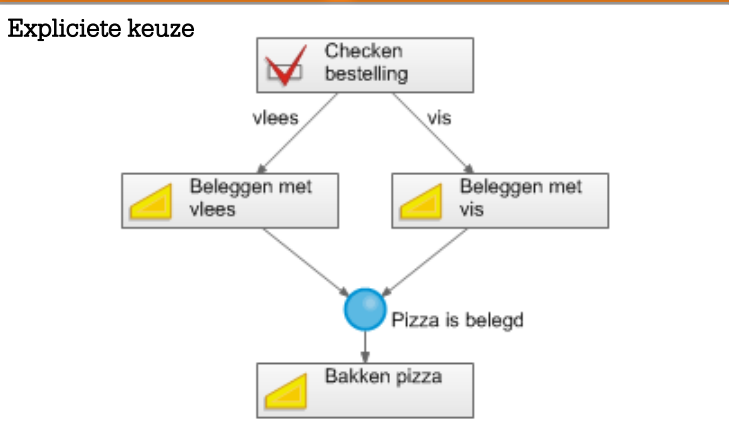 Expliciete keuze
Checken
bestelling
vlees
vis
Beleggen met
vlees
Beleggen met
vis
Pizza is belegd
Bakken pizza